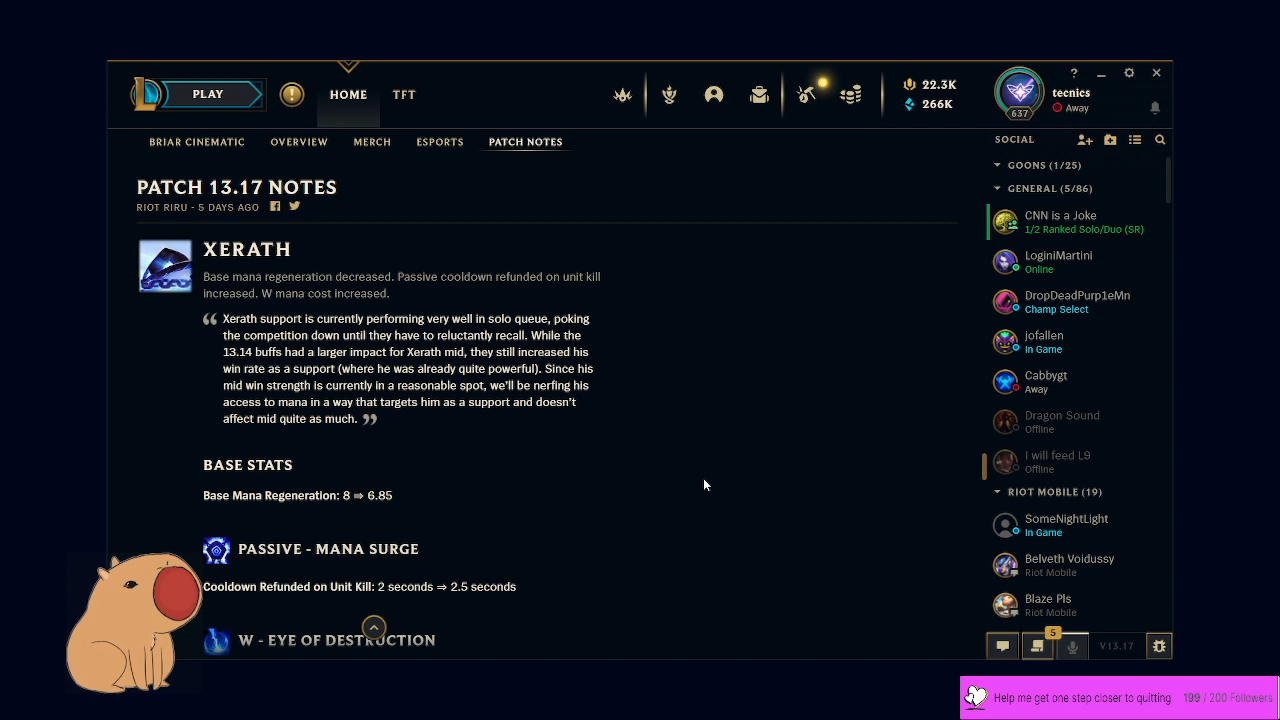 PLAY
HOME
TFT
22.3K
266K
?
637
tecnics
Away
BRIAR CINEMATIC
OVERVIEW
MERCH
ESPORTS
PATCH NOTES
SOCIAL
PATCH 13.17 NOTES
RIOT RIRU - 5 DAYS AGO
XERATH
Base mana regeneration decreased. Passive cooldown refunded on unit kill
increased. W mana cost increased.
“ Xerath support is currently performing very well in solo queue, poking
the competition down until they have to reluctantly recall. While the
13.14 buffs had a larger impact for Xerath mid, they still increased his
win rate as a support (where he was already quite powerful). Since his
mid win strength is currently in a reasonable spot, we’ll be nerfing his
access to mana in a way that targets him as a support and doesn’t
affect mid quite as much. ”
BASE STATS
Base Mana Regeneration: 8 ⇒ 6.85
PASSIVE - MANA SURGE
Cooldown Refunded on Unit Kill: 2 seconds ⇒ 2.5 seconds
W - EYE OF DESTRUCTION
GOONS (1/25)
GENERAL (5/86)
CNN is a Joke
1/2 Ranked Solo/Duo (SR)
LoginiMartini
Online
DropDeadPurp1eMn
Champ Select
jofallen
In Game
Cabbygt
Away
Dragon Sound
Offline
I will feed L9
Offline
RIOT MOBILE (19)
SomeNightLight
In Game
Belveth Voidussy
Riot Mobile
Blaze Pls
Riot Mobile
5
V13.17
Help me get one step closer to quitting
199 / 200 Followers